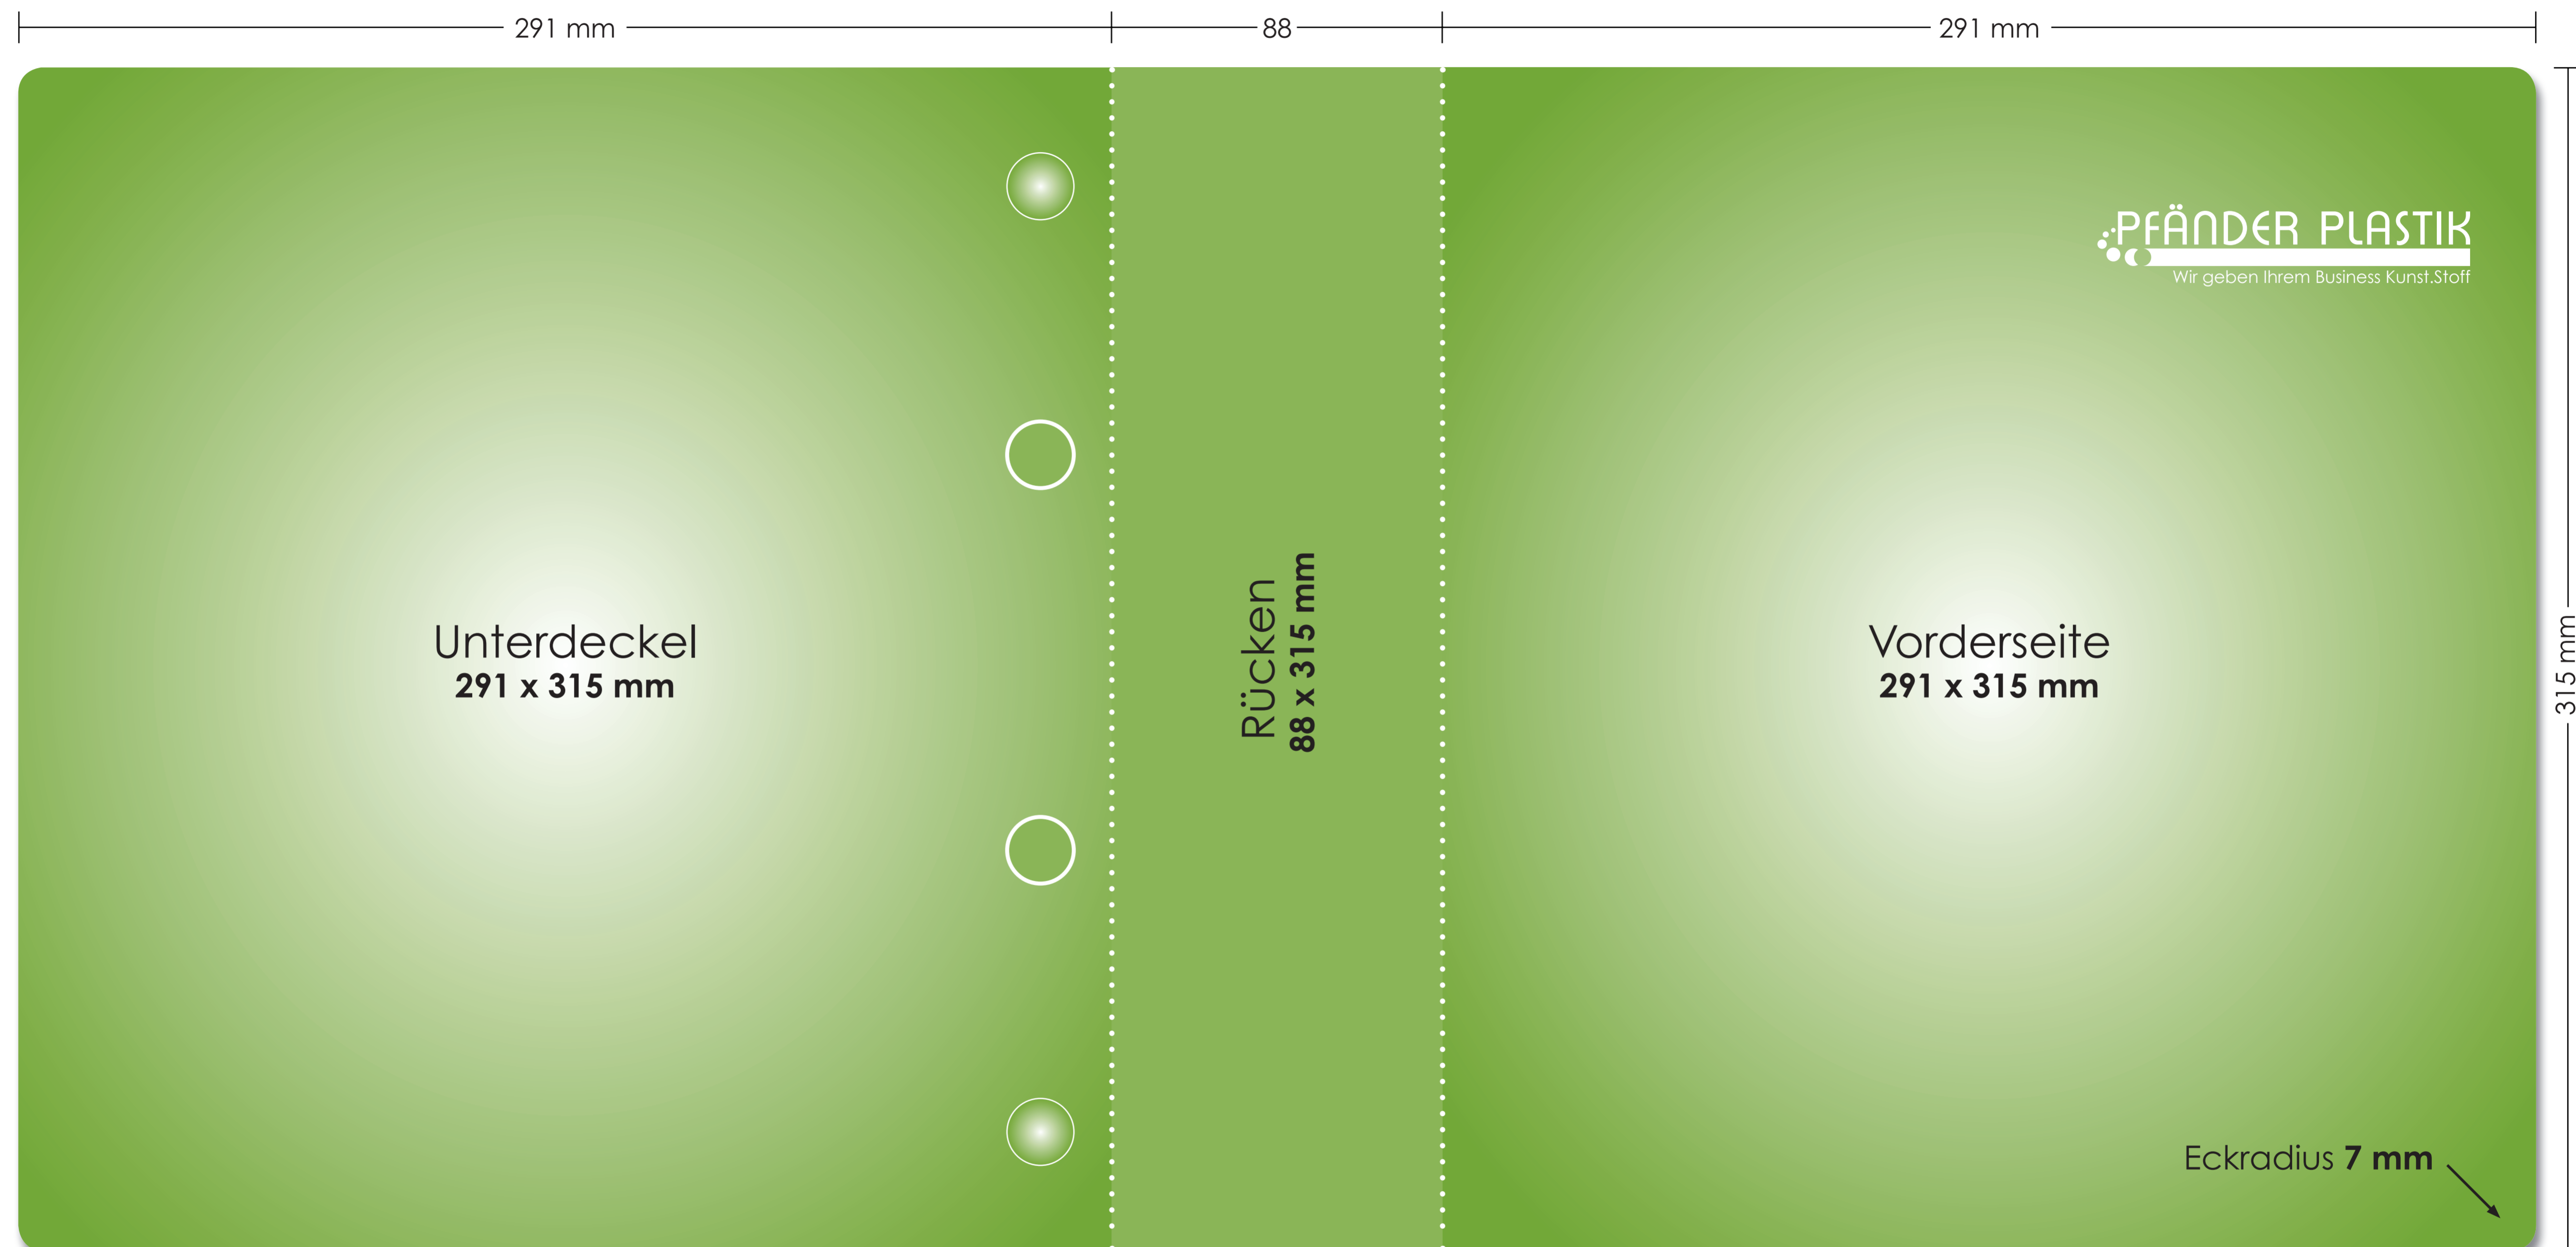 291 mm
88
291 mm
PFÄNDER PLASTIK
Wir geben Ihrem Business Kunst.Stoff
Unterdeckel
291 x 315 mm
Rücken
88 x 315 mm
Vorderseite
291 x 315 mm
315 mm
Eckradius 7 mm